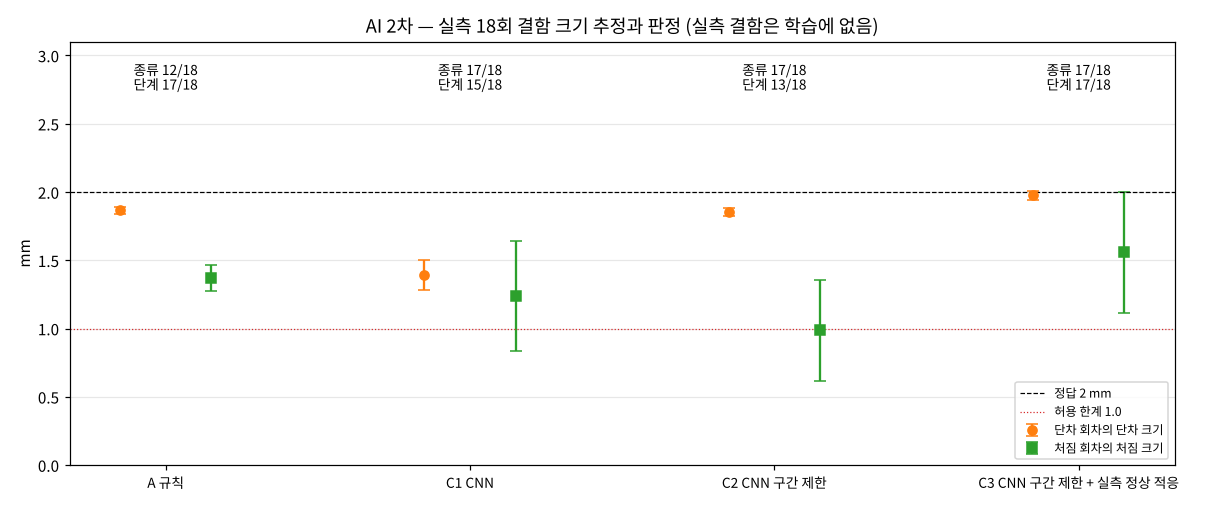 AI 2차 — 실측 18회 결함 크기 추정과 판정 (실측 결함은 학습에 없음)
종류 12/18
단계 17/18
종류 17/18
단계 15/18
종류 17/18
단계 13/18
종류 17/18
단계 17/18
mm
3.0
2.5
2.0
1.5
1.0
0.5
0.0
정답 2 mm
허용 한계 1.0
단차 회차의 단차 크기
처짐 회차의 처짐 크기
A 규칙
C1 CNN
C2 CNN 구간 제한
C3 CNN 구간 제한 + 실측 정상 적응